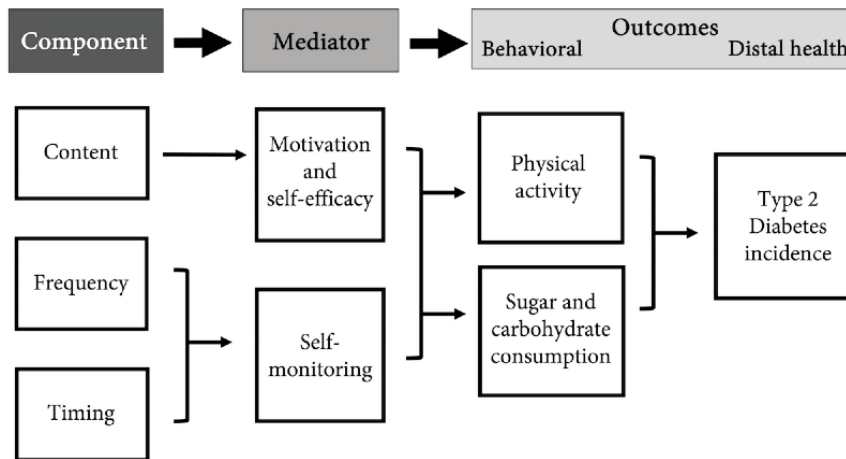 Component
Mediator
Outcomes
Behavioral
Distal health
Content
Motivation
and
self-efficacy
Physical
activity
Type 2
Diabetes
incidence
Frequency
Self-
monitoring
Sugar and
carbohydrate
consumption
Timing